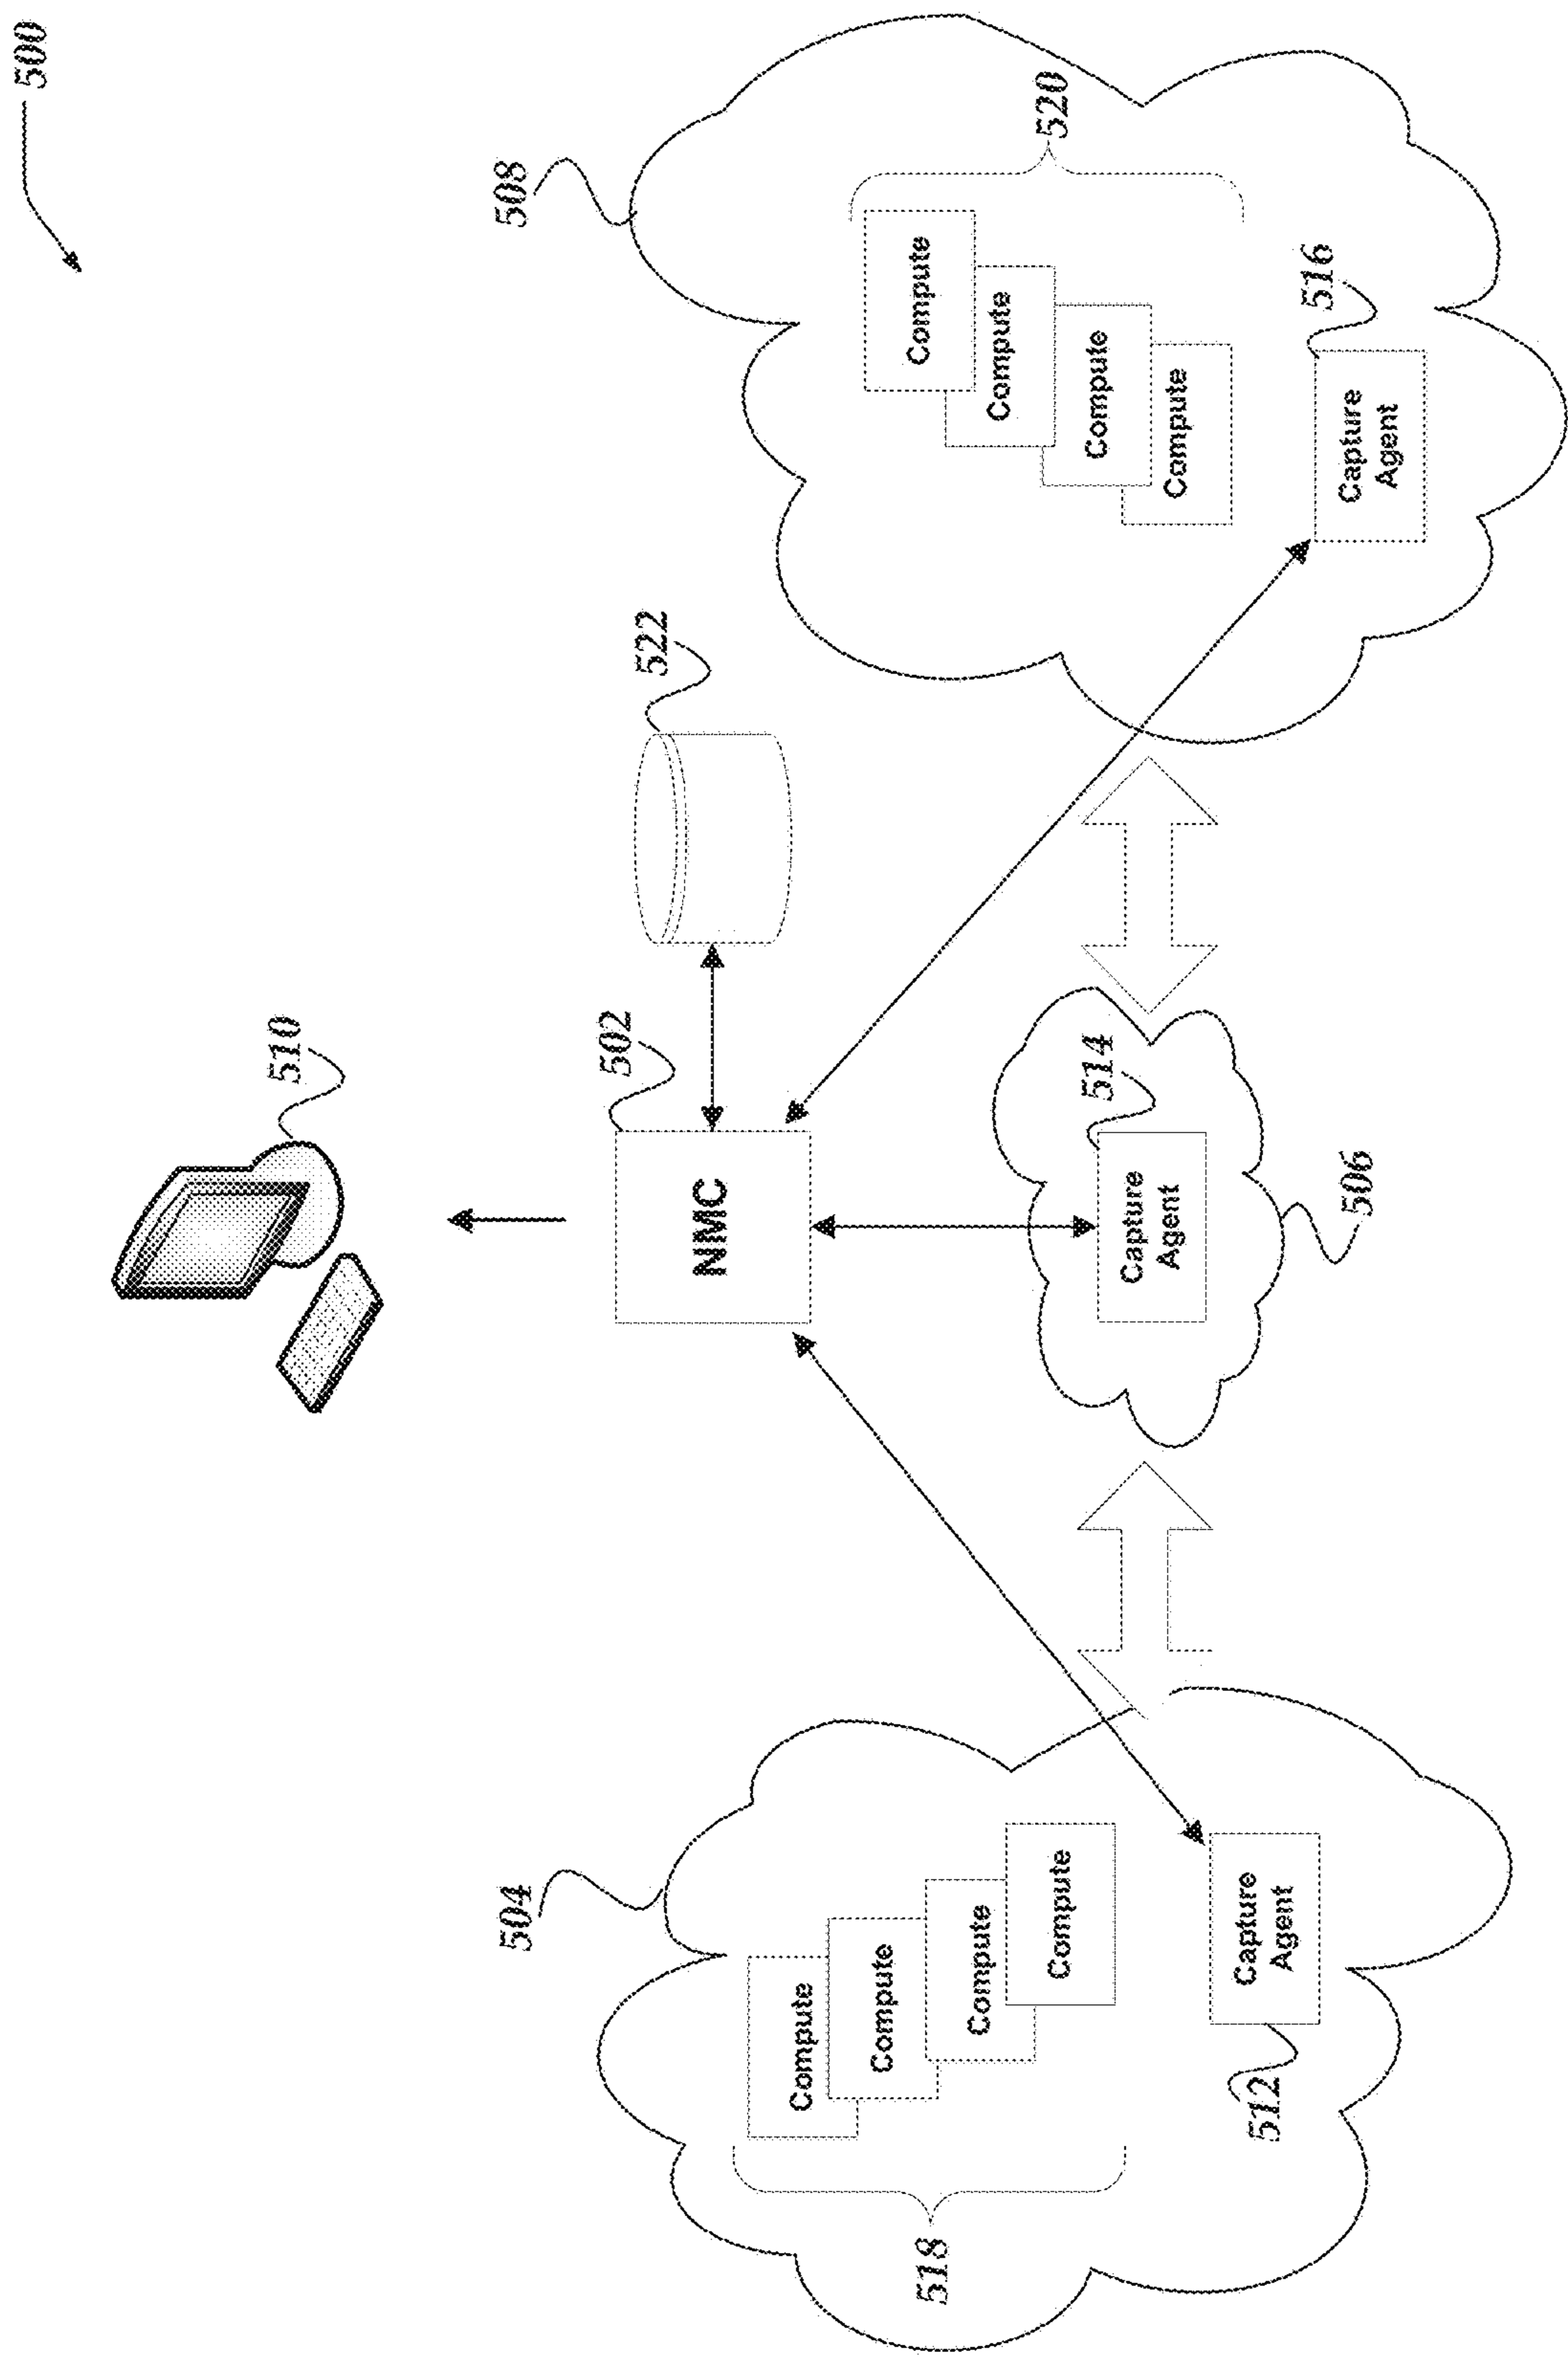 500
510
502
NMC
522
504
508
518
Compute
Compute
Compute
Compute
520
Compute
Compute
Compute
Compute
512
Capture
Agent
514
Capture
Agent
506
516
Capture
Agent